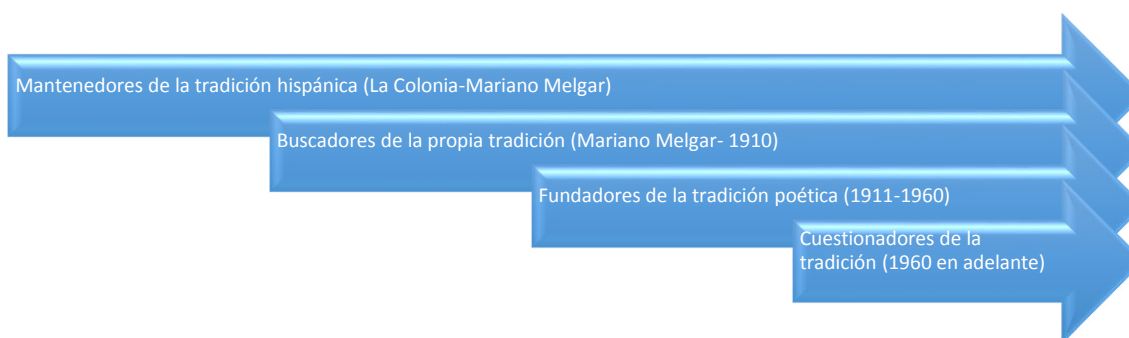 Mantenedores de la tradición hispánica (La Colonia-Mariano Melgar)
Buscadores de la propia tradición (Mariano Melgar- 1910)
Fundadores de la tradición poética (1911-1960)
Cuestionadores de la
tradición (1960 en adelante)